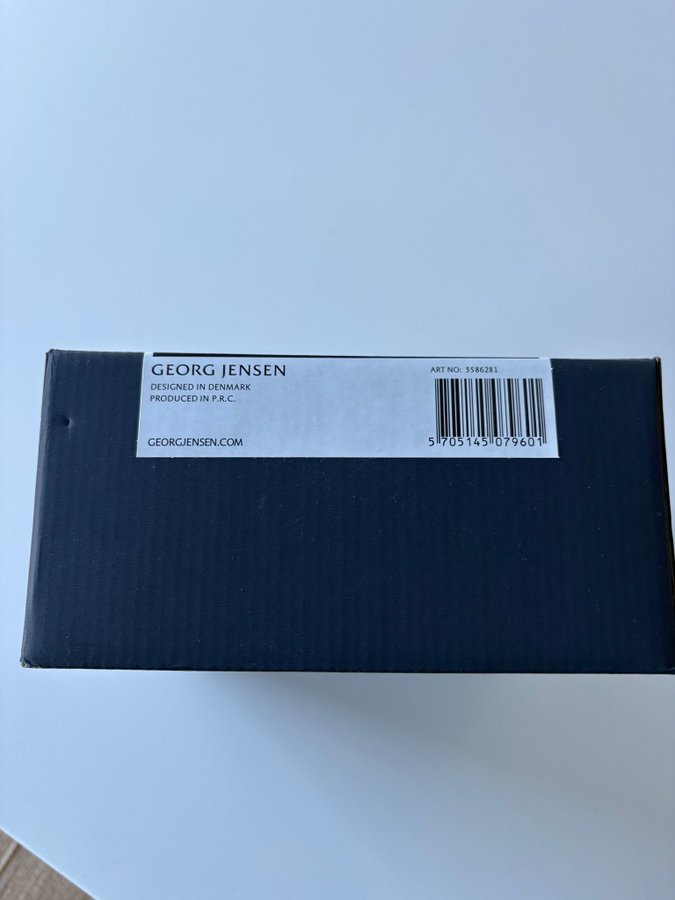 GEORG JENSEN
DESIGNED IN DENMARK
PRODUCED IN P.R.C.
GEORGJENSEN.COM
ART NO: 3586281
5 705145 079601